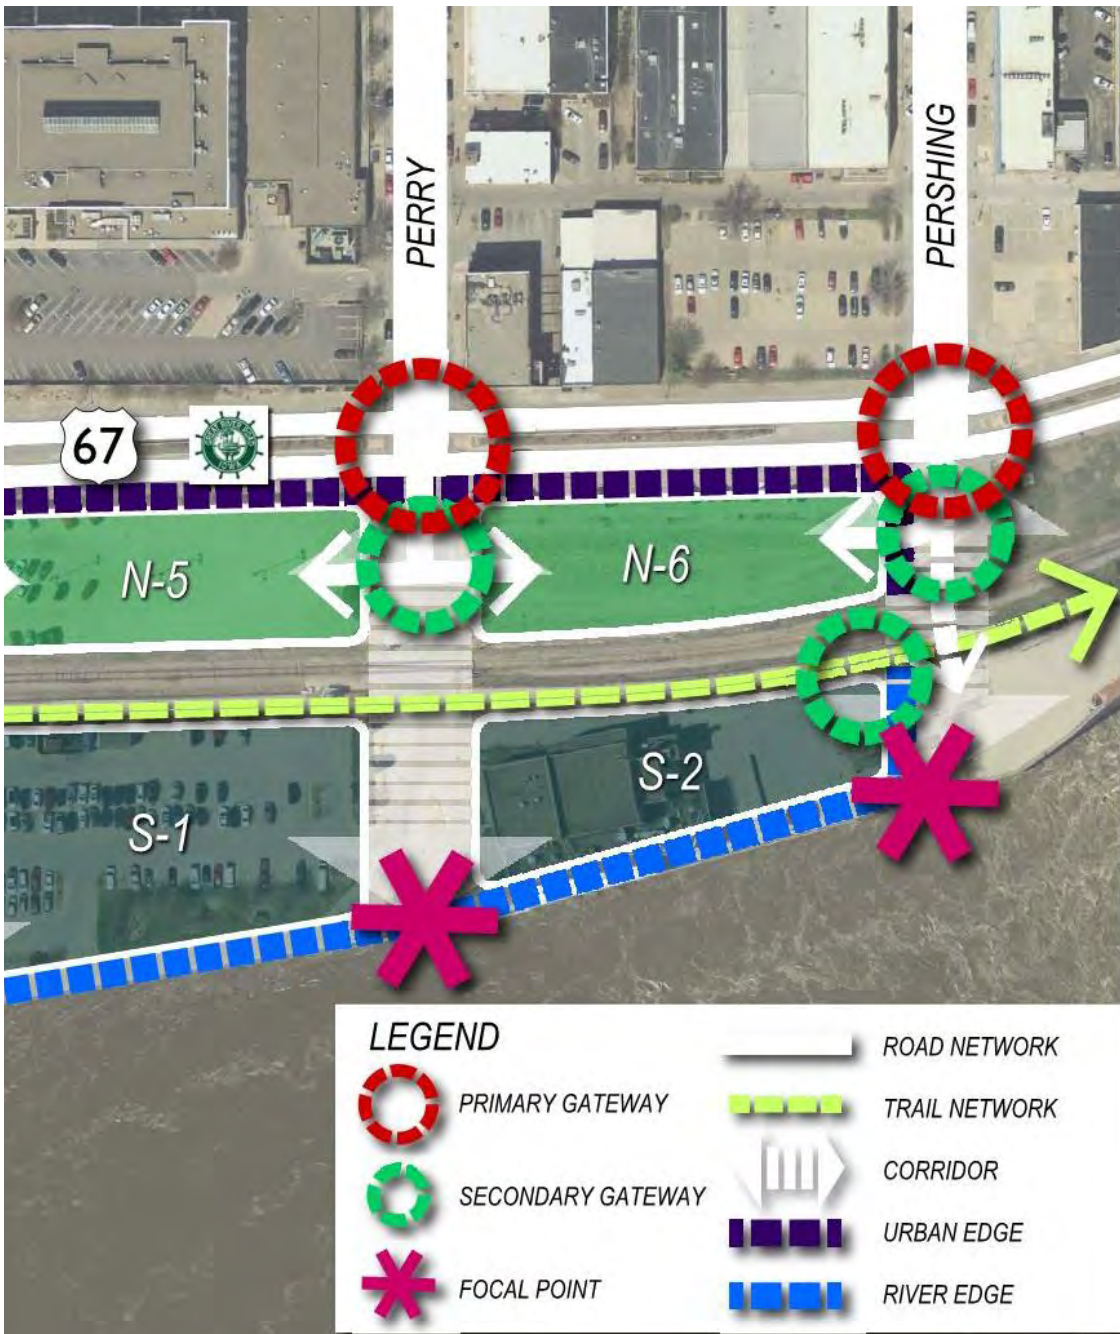 PERRY
PERSHING
67
N-5
N-6
S-1
S-2
LEGEND
PRIMARY GATEWAY
SECONDARY GATEWAY
FOCAL POINT
ROAD NETWORK
TRAIL NETWORK
CORRIDOR
URBAN EDGE
RIVER EDGE